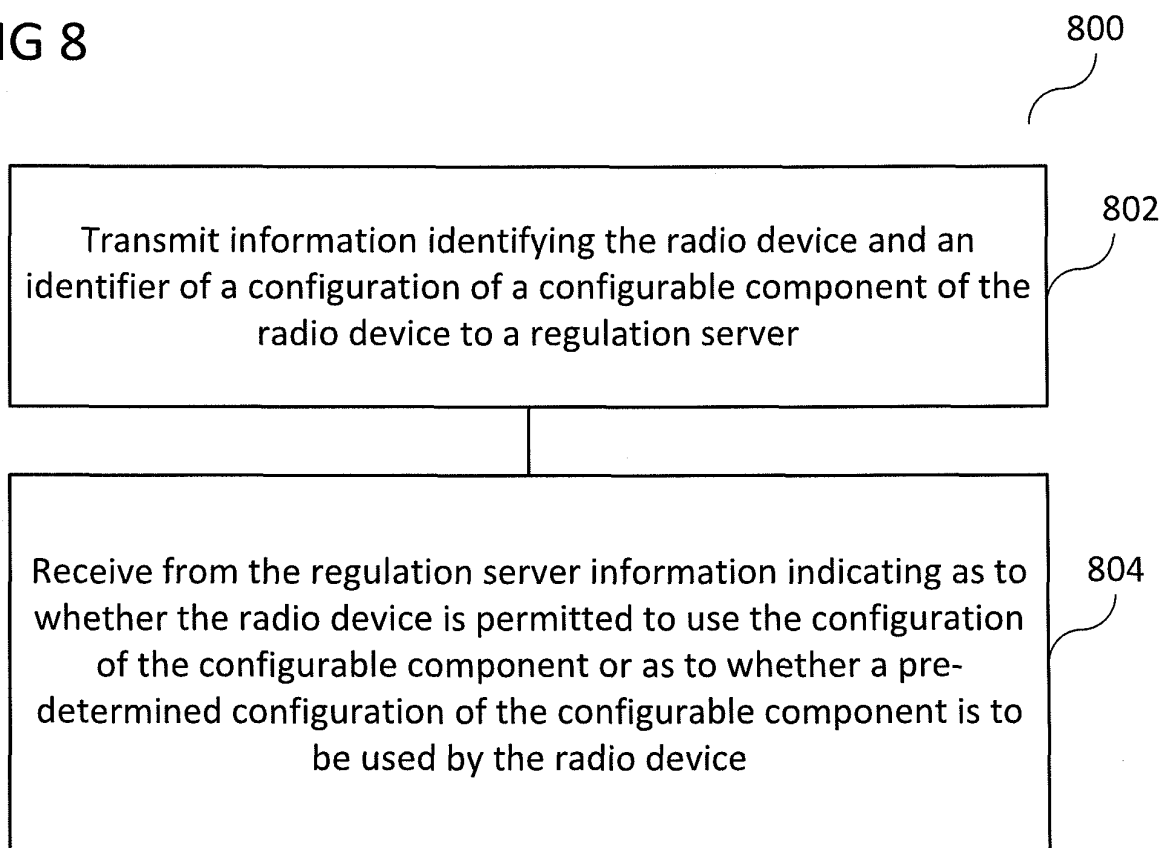 IG 8
800
802
Transmit information identifying the radio device and an
identifier of a configuration of a configurable component of the
radio device to a regulation server
804
Receive from the regulation server information indicating as to
whether the radio device is permitted to use the configuration
of the configurable component or as to whether a pre-
determined configuration of the configurable component is to
be used by the radio device